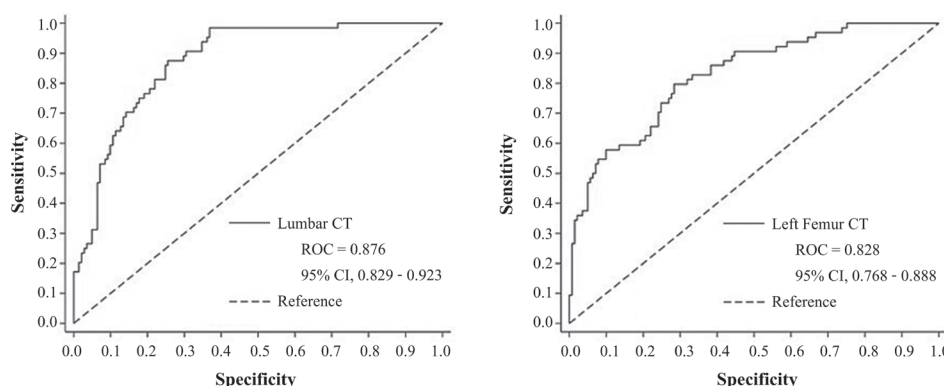 1.0
0.9
0.8
0.7
0.6
0.5
0.4
0.3
0.2
0.1
0.0
Sensitivity
Lumbar CT
ROC = 0.876
95% CI, 0.829 - 0.923
Reference
0.0 0.1 0.2 0.3 0.4 0.5 0.6 0.7 0.8 0.9 1.0
Specificity
1.0
0.9
0.8
0.7
0.6
0.5
0.4
0.3
0.2
0.1
0.0
Sensitivity
Left Femur CT
ROC = 0.828
95% CI, 0.768 - 0.888
Reference
0.0 0.1 0.2 0.3 0.4 0.5 0.6 0.7 0.8 0.9 1.0
Specificity